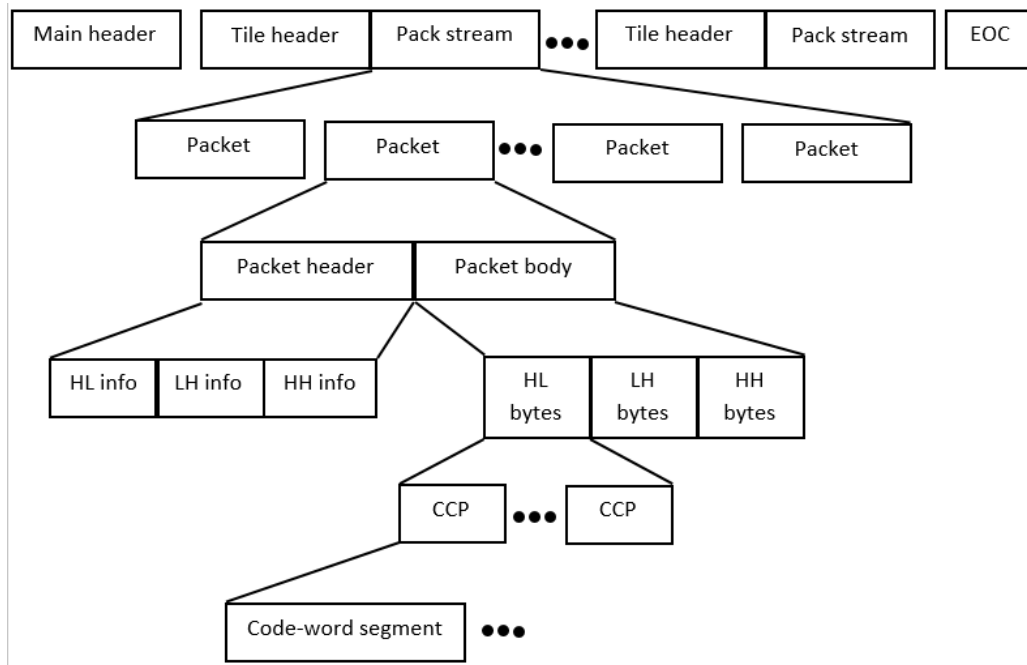 Main header Tile header Pack stream Tile header Pack stream EOC
Packet Packet Packet Packet
Packet header Packet body
HL info LH info HH info
HL bytes LH bytes HH bytes
CCP CCP
Code-word segment